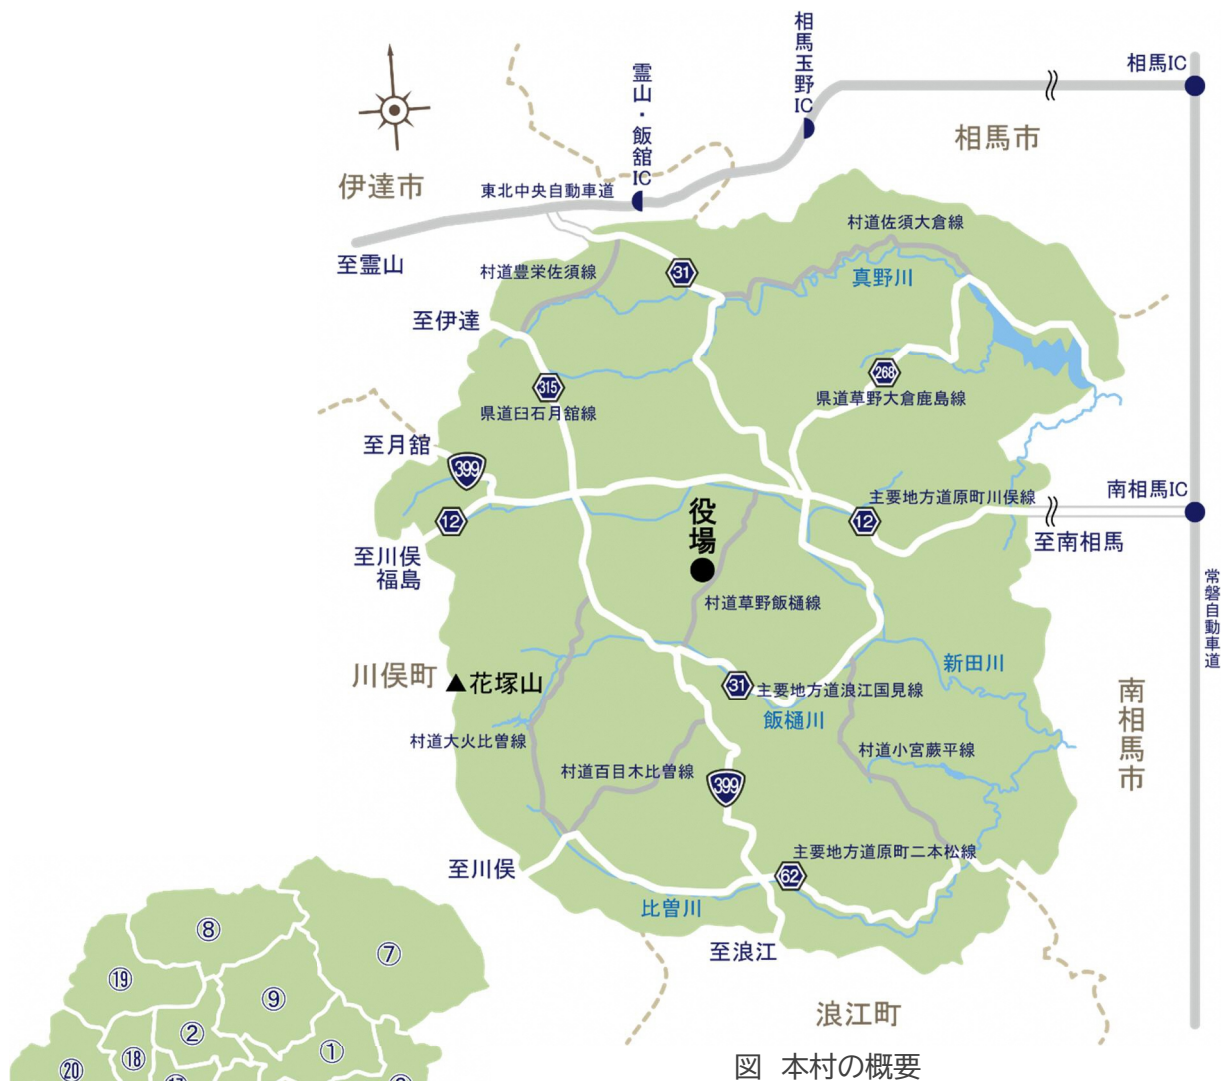 相馬玉野IC
霊山・飯舘IC
相馬IC
相馬市
伊達市
東北中央自動車道
至霊山
村道佐須大倉線
村道豊栄佐須線
31
真野川
至伊達
268
315
県道草野大倉鹿島線
県道臼石月舘線
至月舘
399
南相馬IC
主要地方道原町川俣線
12
12
役場
至南相馬
至川俣
福島
常磐自動車道
村道草野飯樋線
新田川
川俣町
花塚山
31
主要地方道浪江国見線
南相馬市
飯樋川
村道大火比曽線
村道小宮蕨平線
村道百目木比曽線
399
主要地方道原町二本松線
至川俣
62
比曽川
至浪江
⑧
⑦
⑲
⑨
浪江町
②
①
⑱
⑳
図 本村の概要